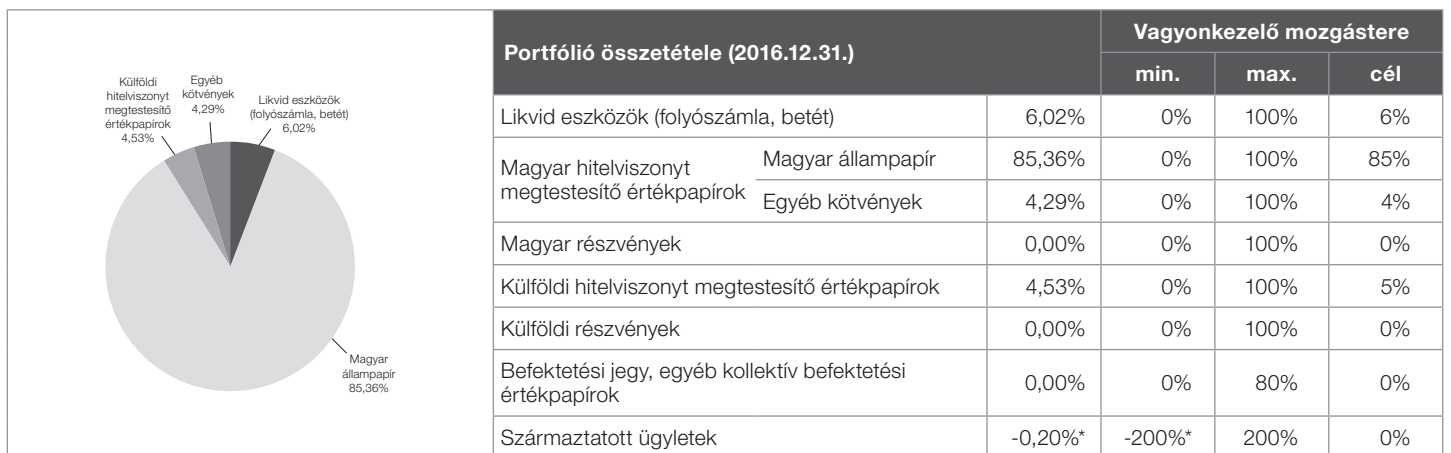 Külföldi
hitelviszonyt
megtestesítő
értékpapírok
4,53%
Egyéb
kötvények
4,29%
Likvid eszközök
(folyószámla, betét)
6,02%
Magyar
állampapír
85,36%
Portfólió összetétele (2016.12.31.) Vagyonkezelő mozgástere
min. max. cél
Likvid eszközök (folyószámla, betét) 6,02% 0% 100% 6%
Magyar hitelviszonyt
megtestesítő értékpapírok
Magyar állampapír 85,36% 0% 100% 85%
Egyéb kötvények 4,29% 0% 100% 4%
Magyar részvények 0,00% 0% 100% 0%
Külföldi hitelviszonyt megtestesítő értékpapírok 4,53% 0% 100% 5%
Külföldi részvények 0,00% 0% 100% 0%
Befektetési jegy, egyéb kollektív befektetési
értékpapírok 0,00% 0% 80% 0%
Származtatott ügyletek -0,20%* -200%* 200% 0%